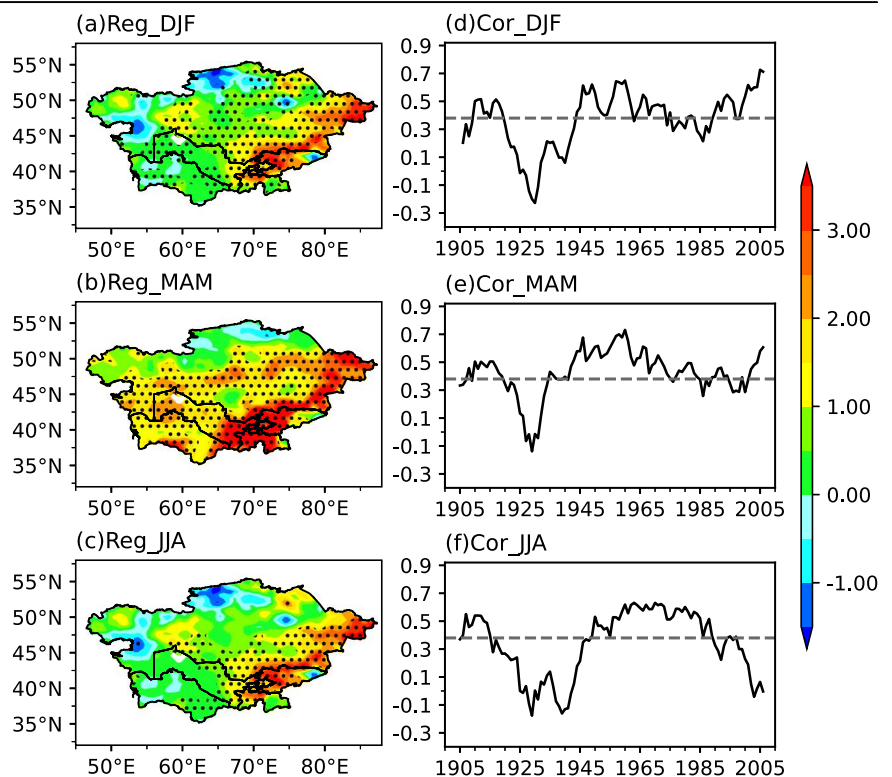 (a)Reg_DJF
55°N
50°N
45°N
40°N
35°N
50°E 60°E 70°E 80°E
(d)Cor_DJF
0.9
0.7
0.5
0.3
0.1
-0.1
-0.3
1905 1925 1945 1965 1985 2005
(b)Reg_MAM
55°N
50°N
45°N
40°N
35°N
50°E 60°E 70°E 80°E
(e)Cor_MAM
0.9
0.7
0.5
0.3
0.1
-0.1
-0.3
1905 1925 1945 1965 1985 2005
(c)Reg_JJA
55°N
50°N
45°N
40°N
35°N
50°E 60°E 70°E 80°E
(f)Cor_JJA
0.9
0.7
0.5
0.3
0.1
-0.1
-0.3
1905 1925 1945 1965 1985 2005
3.00
2.00
1.00
0.00
-1.00